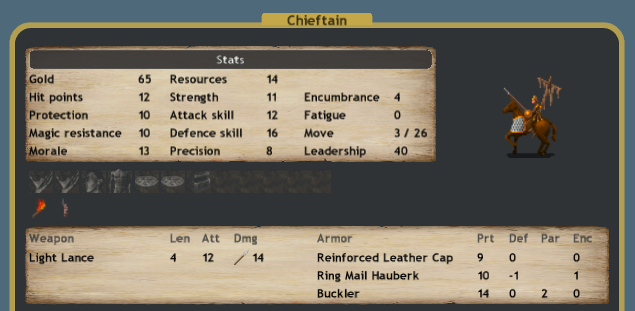 Chieftain
Stats
Gold 65 Resources 14
Hit points 12 Strength 11 Encumbrance 4
Protection 10 Attack skill 12 Fatigue 0
Magic resistance 10 Defence skill 16 Move 3 / 26
Morale 13 Precision 8 Leadership 40
Weapon Len Att Dmg Armor Prt Def Par Enc
Light Lance 4 12 14 Reinforced Leather Cap 9 0 0
Ring Mail Hauberk 10 -1 1
Buckler 14 0 2 0